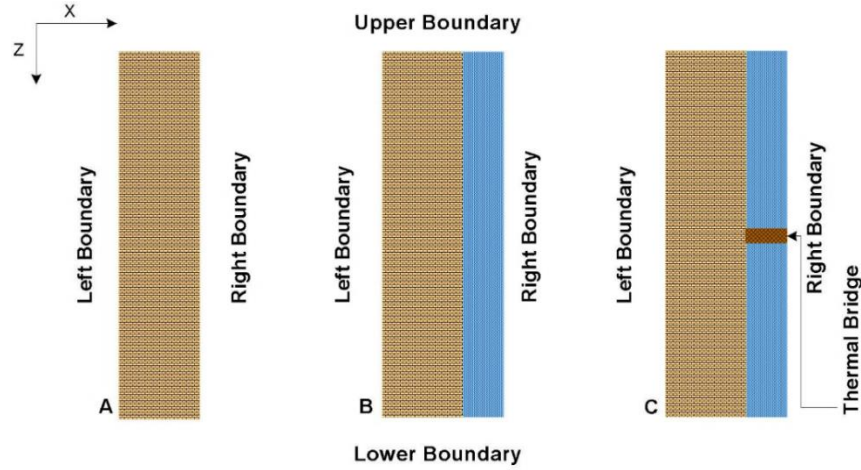 X
Z
Upper Boundary
Left Boundary
Right Boundary
A
Left Boundary
Right Boundary
B
Left Boundary
Right Boundary
C
Thermal Bridge
Lower Boundary